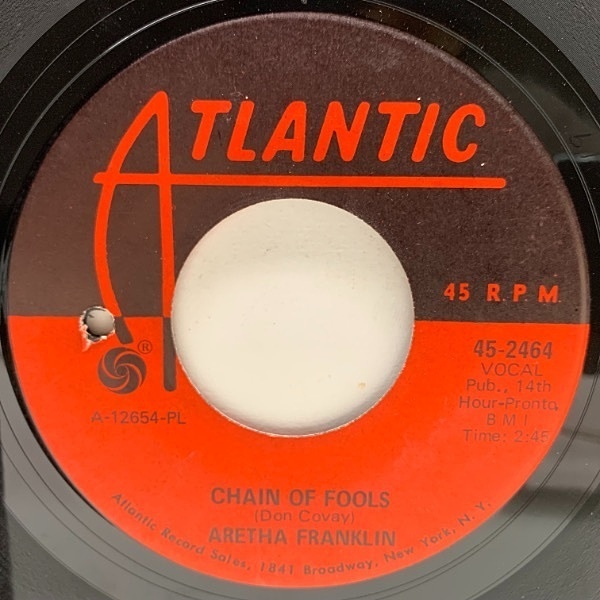 ATLANTIC
45 R.P.M.
®
45-2464
VOCAL
Pub., 14th
Hour-Pronto,
BMI
Time: 2:45
A-12654-PL
CHAIN OF FOOLS
(Don Covay)
ARETHA FRANKLIN
Atlantic Record Sales, 1841 Broadway, New York, N.Y.